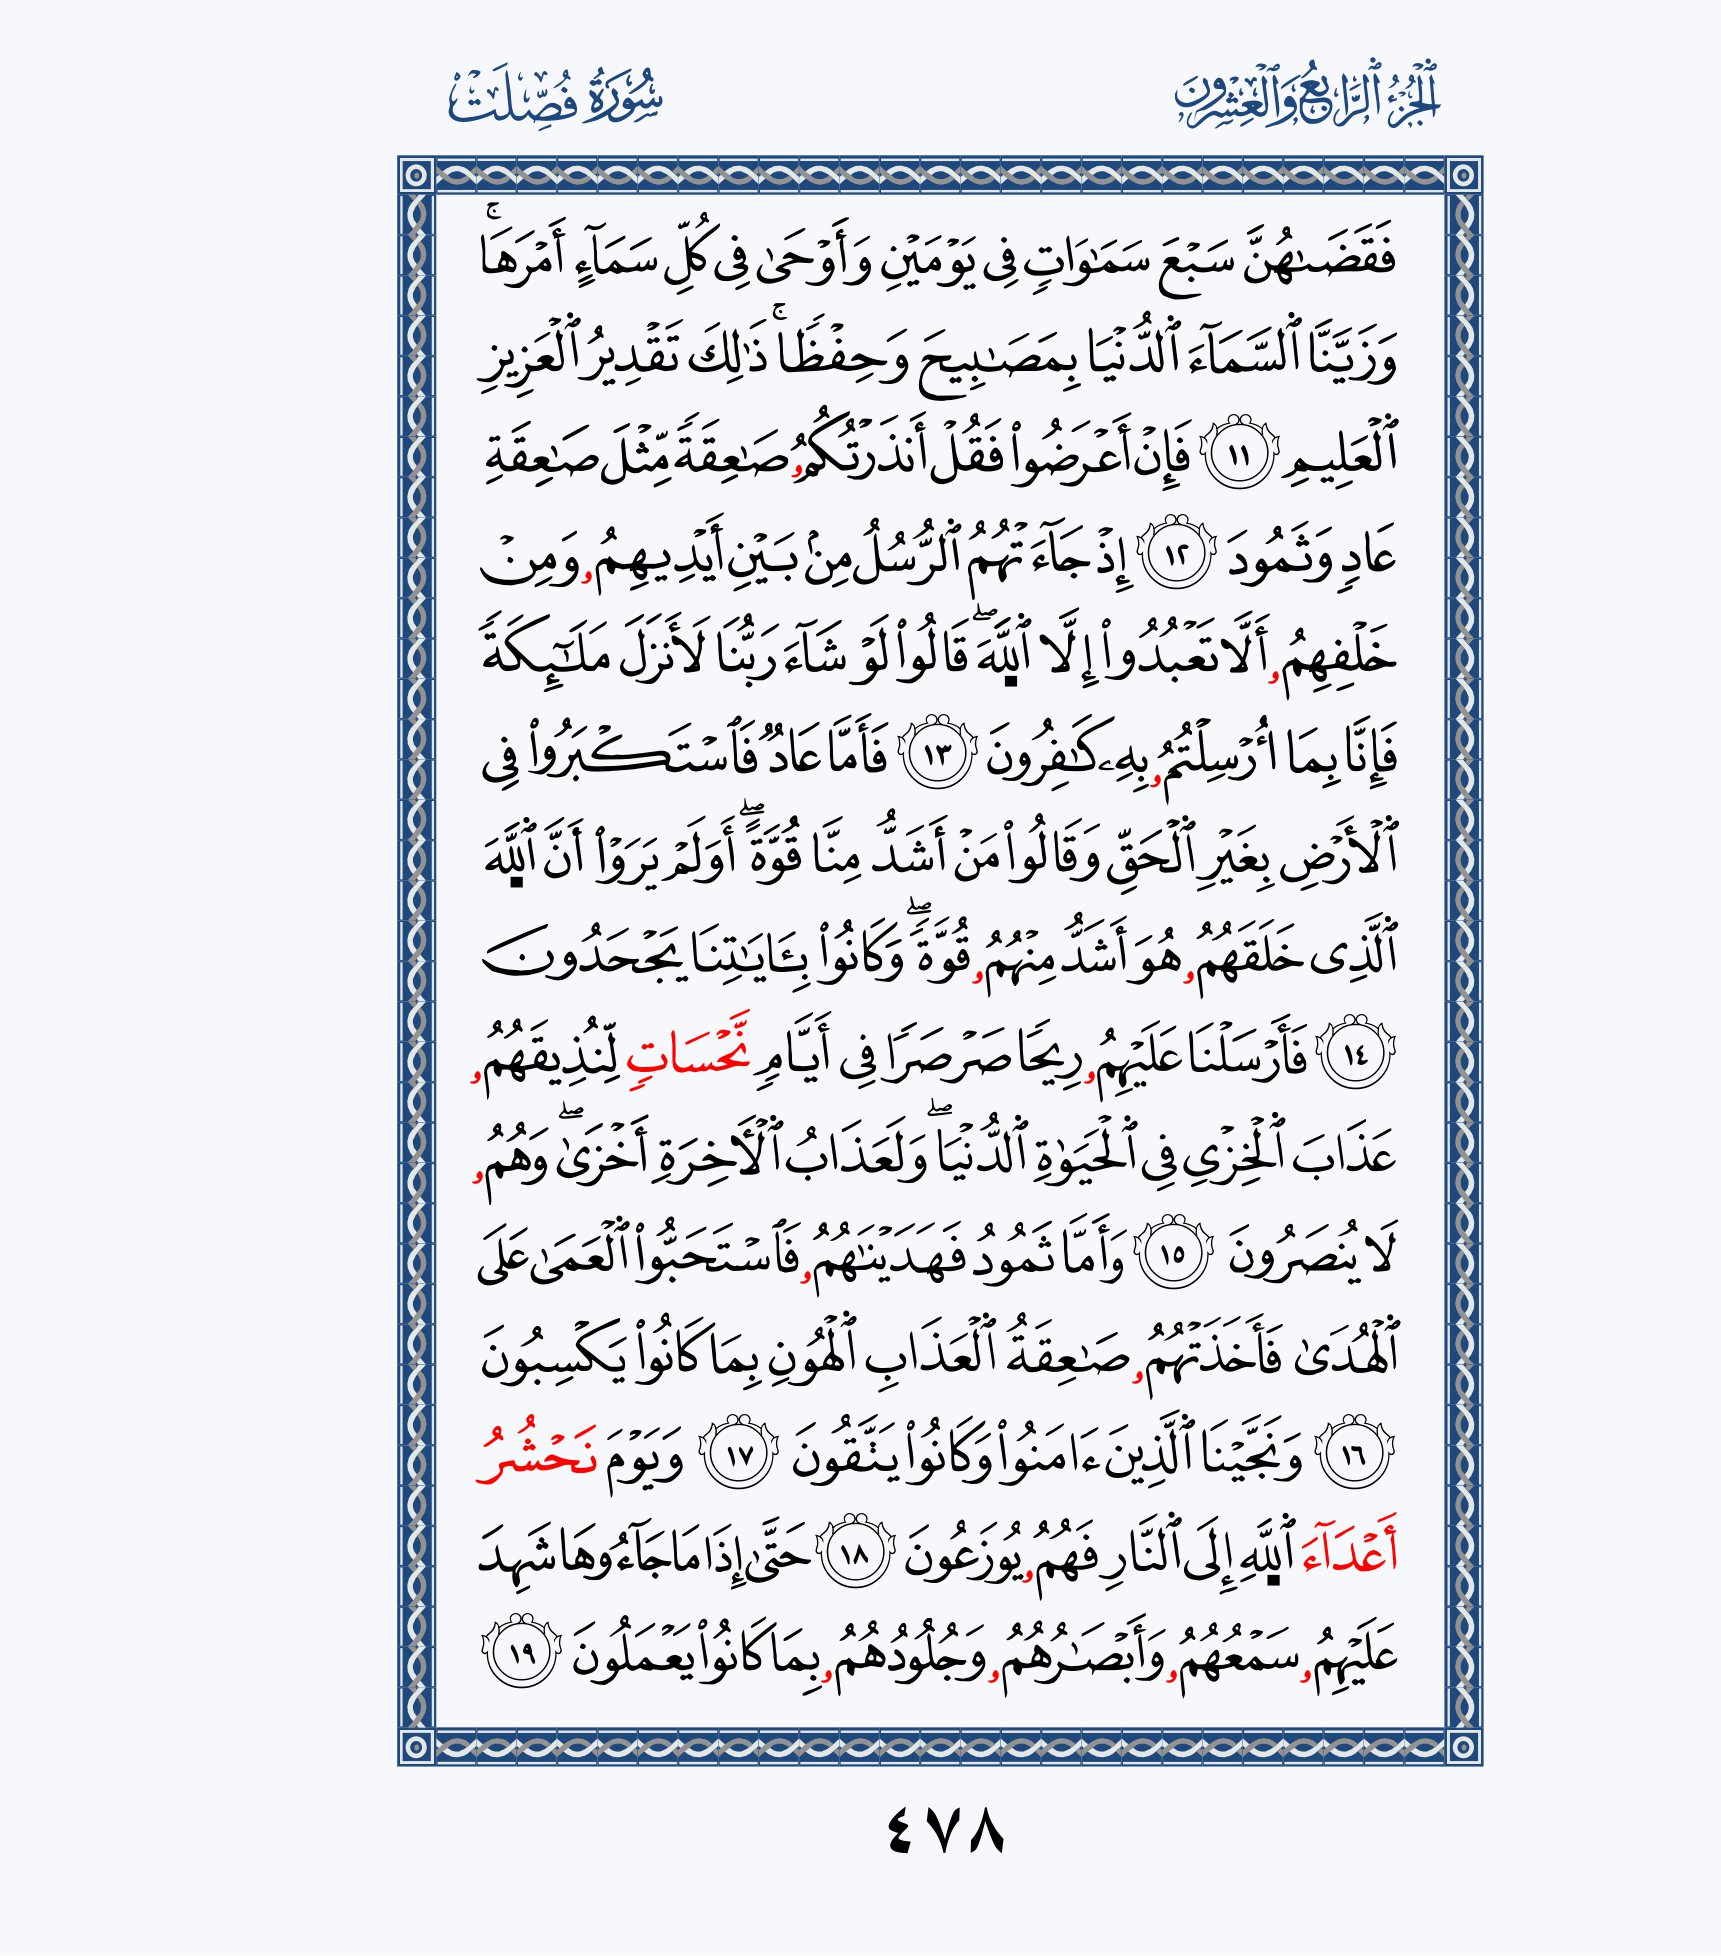 الجُزْءُ الرَّابِعُ وَالْعِشْرُونَ
سُورَةُ فُصِّلَتْ
فَقَضَىٰهُنَّ سَبْعَ سَمَٰوَاتٍ فِى يَوْمَيْنِ وَأَوْحَىٰ فِى كُلِّ سَمَآءٍ أَمْرَهَا ۚ
وَزَيَّنَّا ٱلسَّمَآءَ ٱلدُّنْيَا بِمَصَٰبِيحَ وَحِفْظًا ۚ ذَٰلِكَ تَقْدِيرُ ٱلْعَزِيزِ
ٱلْعَلِيمِ ١١ فَإِنْ أَعْرَضُوا۟ فَقُلْ أَنذَرْتُكُمُۥ صَٰعِقَةً مِّثْلَ صَٰعِقَةِ
عَادٍ وَثَمُودَ ١٢ إِذْ جَآءَتْهُمُ ٱلرُّسُلُ مِنۢ بَيْنِ أَيْدِيهِمُۥ وَمِنْ
خَلْفِهِمُۥ أَلَّا تَعْبُدُوا۟ إِلَّا ٱللَّهَ ۖ قَالُوا۟ لَوْ شَآءَ رَبُّنَا لَأَنزَلَ مَلَٰٓئِكَةً
فَإِنَّا بِمَا أُرْسِلْتُمُۥ بِهِۦ كَٰفِرُونَ ١٣ فَأَمَّا عَادٌ فَٱسْتَكْبَرُوا۟ فِى
ٱلْأَرْضِ بِغَيْرِ ٱلْحَقِّ وَقَالُوا۟ مَنْ أَشَدُّ مِنَّا قُوَّةً ۖ أَوَلَمْ يَرَوْا۟ أَنَّ ٱللَّهَ
ٱلَّذِى خَلَقَهُمُۥ هُوَ أَشَدُّ مِنْهُمُۥ قُوَّةً ۖ وَكَانُوا۟ بِـَٔايَٰتِنَا يَجْحَدُونَ
١٤ فَأَرْسَلْنَا عَلَيْهِمُۥ رِيحًا صَرْصَرًا فِى أَيَّامٍ نَّحْسَاتٍ لِّنُذِيقَهُمُۥ
عَذَابَ ٱلْخِزْىِ فِى ٱلْحَيَوٰةِ ٱلدُّنْيَا ۖ وَلَعَذَابُ ٱلْأَخِرَةِ أَخْزَىٰ ۖ وَهُمُۥ
لَا يُنصَرُونَ ١٥ وَأَمَّا ثَمُودُ فَهَدَيْنَٰهُمُۥ فَٱسْتَحَبُّوا۟ ٱلْعَمَىٰ عَلَى
ٱلْهُدَىٰ فَأَخَذَتْهُمُۥ صَٰعِقَةُ ٱلْعَذَابِ ٱلْهُونِ بِمَا كَانُوا۟ يَكْسِبُونَ
١٦ وَنَجَّيْنَا ٱلَّذِينَ ءَامَنُوا۟ وَكَانُوا۟ يَتَّقُونَ ١٧ وَيَوْمَ نَحْشُرُ
أَعْدَآءَ ٱللَّهِ إِلَى ٱلنَّارِ فَهُمُۥ يُوزَعُونَ ١٨ حَتَّىٰ إِذَا مَا جَآءُوهَا شَهِدَ
عَلَيْهِمُۥ سَمْعُهُمُۥ وَأَبْصَٰرُهُمُۥ وَجُلُودُهُمُۥ بِمَا كَانُوا۟ يَعْمَلُونَ ١٩
٤٧٨